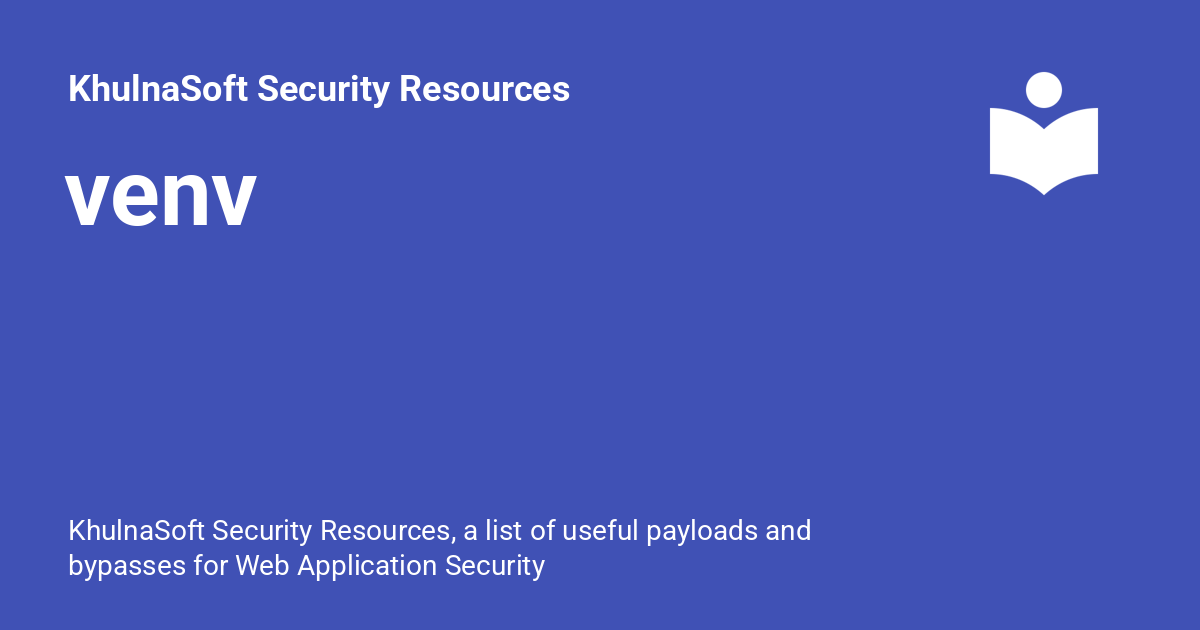 KhulnaSoft Security Resources
venv
KhulnaSoft Security Resources, a list of useful payloads and
bypasses for Web Application Security